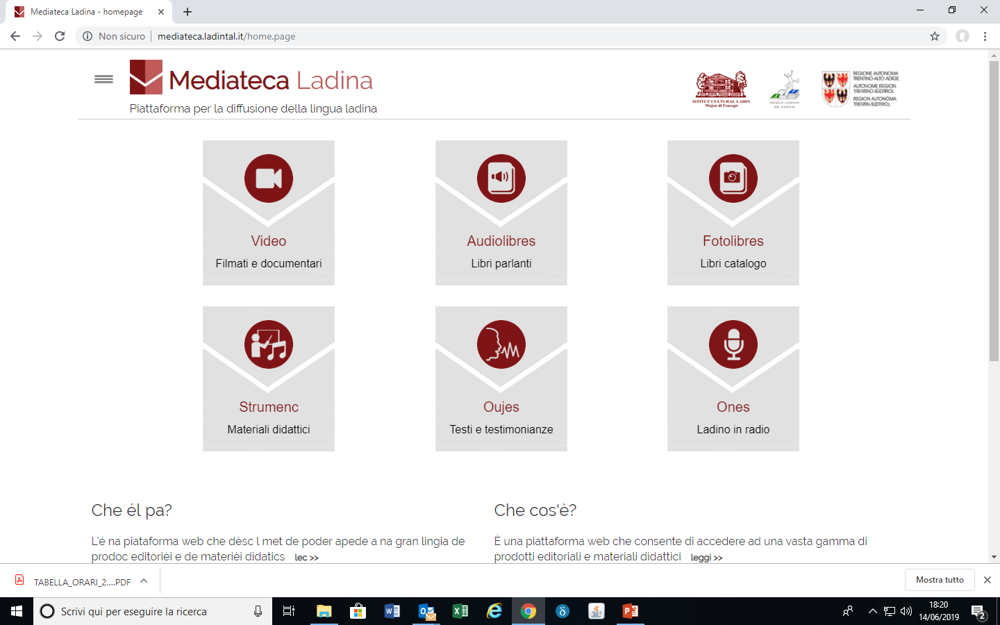 Mediateca Ladina - homepage
Non sicuro
mediateca.ladintal.it/home.page
Mediateca Ladina
Piattaforma per la diffusione della lingua ladina
ISTITUT CULTURAL LADIN
Majon di Fascegn
SCOLA LADINA
DE FASCIA
REGIONE AUTONOMA
TRENTINO-ALTO ADIGE
AUTONOME REGION
TRENTINO-SÜDTIROL
REGION AUTONÓMA
TRENTIN-SÜDTIROL
Video
Filmati e documentari
Audiolibres
Libri parlanti
Fotolibres
Libri catalogo
Strumenc
Materiali didattici
Oujes
Testi e testimonianze
Ones
Ladino in radio
Che él pa?
L'é na piataforma web che dèsc l met de poder apede a na gran lingia de
prodoc editorièi e de materièi didatics lec >>
Che cos'è?
È una piattaforma web che consente di accedere ad una vasta gamma di
prodotti editoriali e materiali didattici leggi >>
TABELLA_ORARI_2....PDF
Mostra tutto
Scrivi qui per eseguire la ricerca
18:20
14/06/2019
2